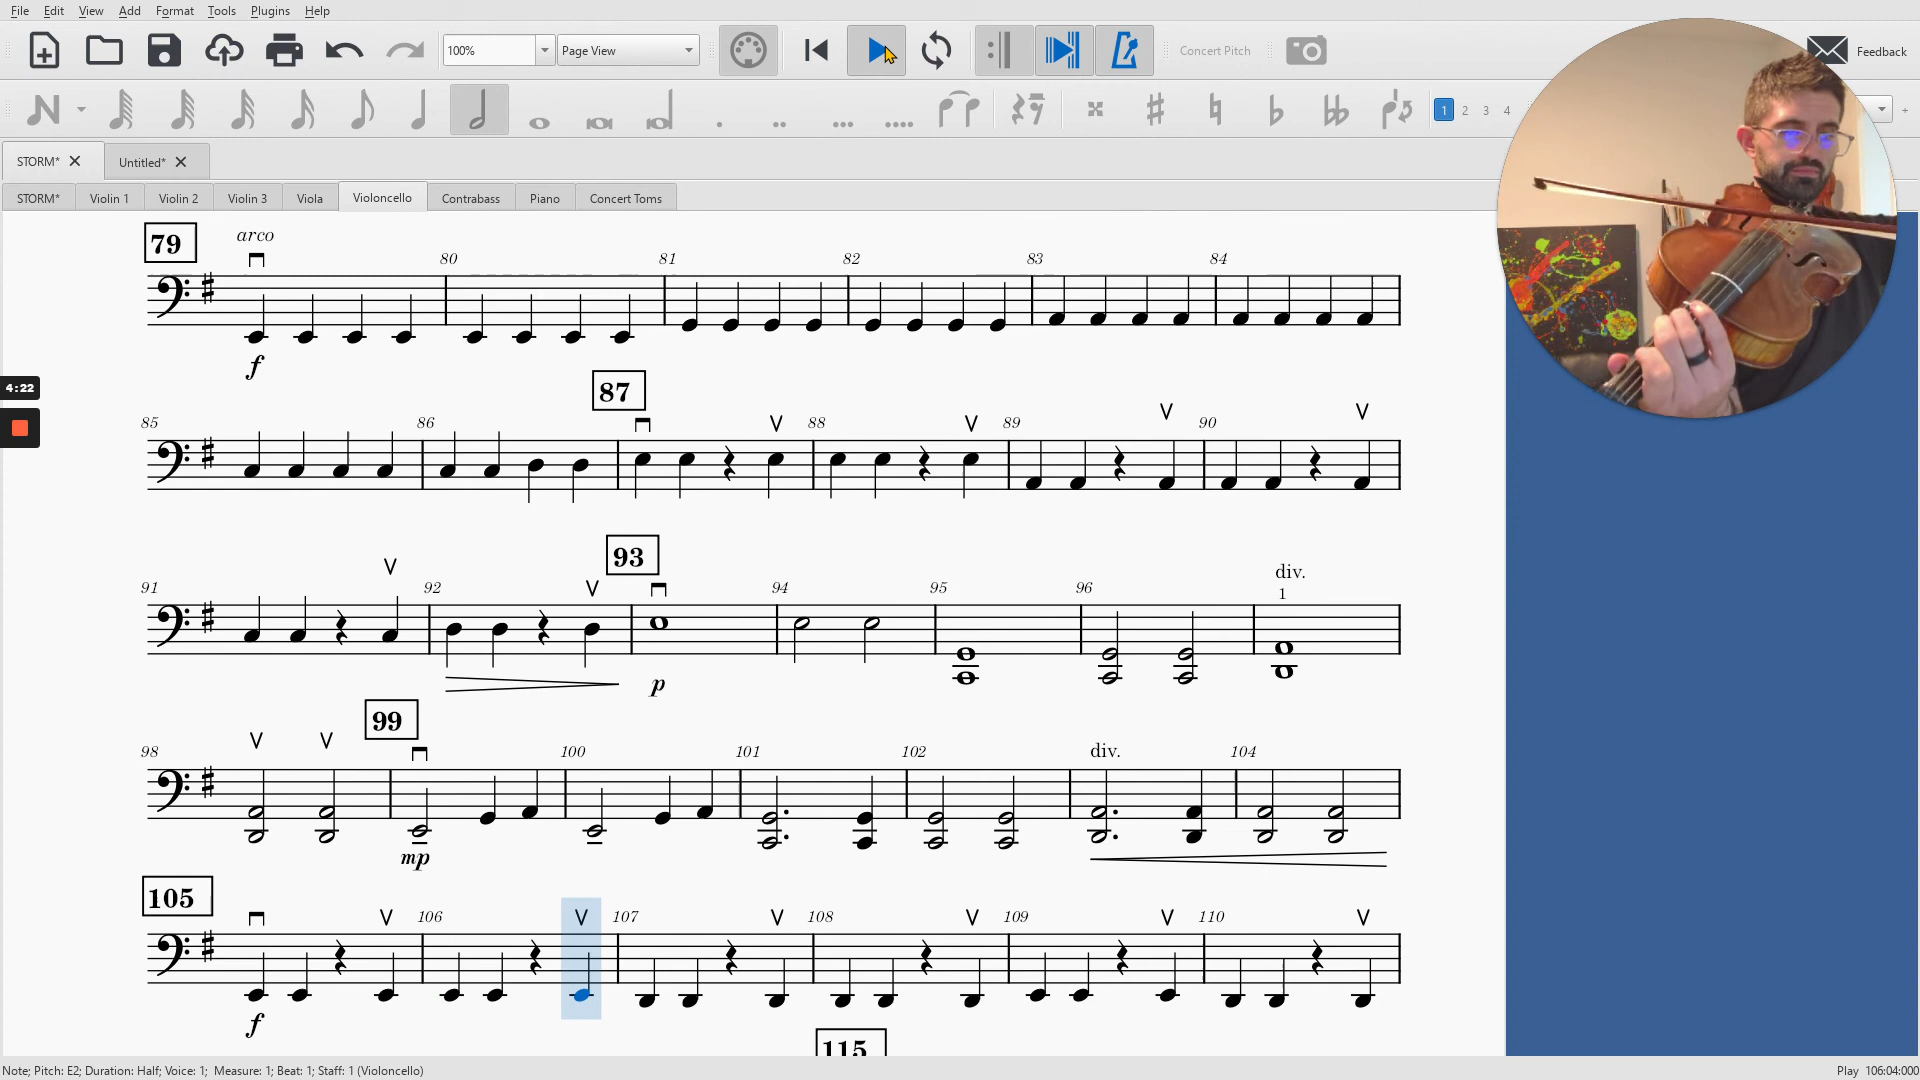 File Edit View Add Format Tools Plugins Help
100% Page View Concert Pitch Feedback
1 2 3 4
STORM* Untitled*
STORM* Violin 1 Violin 2 Violin 3 Viola Violoncello Contrabass Piano Concert Toms
79 arco 80 81 82 83 84
f
4:22
85 86 87 88 89 90
91 92 93 94 95 96 div.
1
p
98 99 100 101 102 div. 104
mp
105 106 107 108 109 110
f
115
Note; Pitch: E2; Duration: Half; Voice: 1; Measure: 1; Beat: 1; Staff: 1 (Violoncello) Play 106:04:000